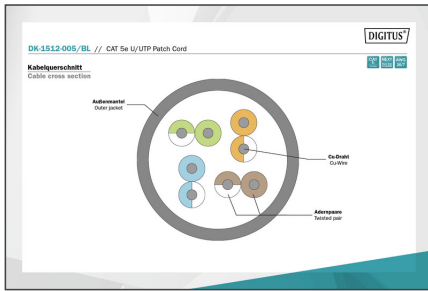 DIGITUS®
DK-1512-005/BL // CAT 5e U/UTP Patch Cord
Kabelquerschnitt
Cable cross section
Außenmantel
Outer jacket
Cu-Draht
Cu-Wire
Adernpaare
Twisted pair